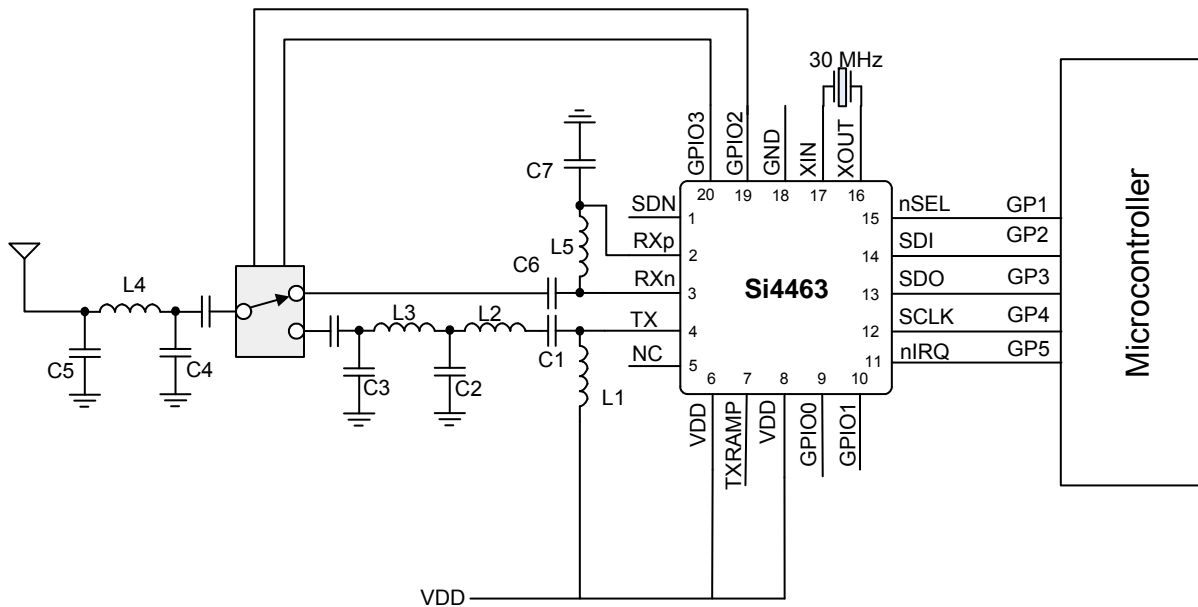 30 MHz
GPIO3
GPIO2
GND
XIN
XOUT
20
19
18
17
16
C7
SDN
1
15
nSEL
GP1
L5
RXp
2
14
SDI
GP2
C6
RXn
3
Si4463
13
SDO
GP3
L4
L3
L2
TX
4
12
SCLK
GP4
C1
NC
5
11
nIRQ
GP5
Microcontroller
C5
C4
C3
C2
L1
6
7
8
9
10
VDD
TXRAMP
VDD
GPIO0
GPIO1
VDD